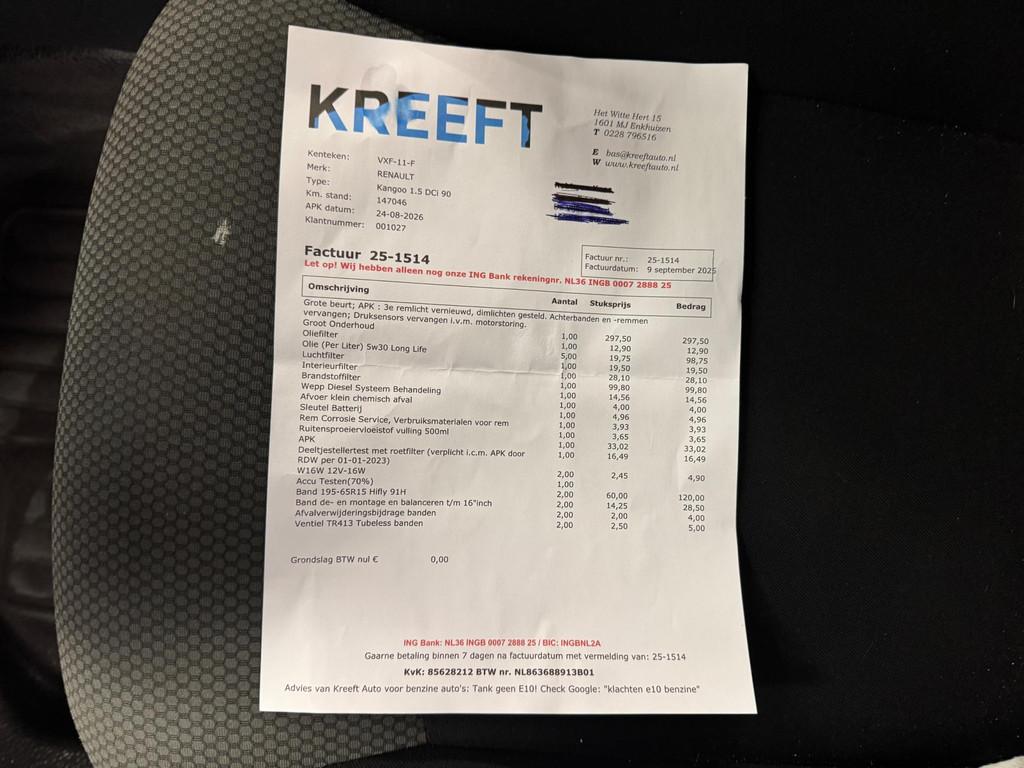 KREEFT
Het Witte Hert 15
1601 MJ Enkhuizen
T 0228 796516
E bas@kreeftauto.nl
W www.kreeftauto.nl
Kenteken: VXF-11-F
Merk: RENAULT
Type: Kangoo 1.5 DCi 90
Km. stand: 147046
APK datum: 24-08-2026
Klantnummer: 001027
Factuur 25-1514
Factuur nr.: 25-1514
Factuurdatum: 9 september 2025
Let op! Wij hebben alleen nog onze ING Bank rekeningnr. NL36 INGB 0007 2888 25
Omschrijving Aantal Stuksprijs Bedrag
Grote beurt; APK : 3e remlicht vernieuwd, dimlichten gesteld. Achterbanden en -remmen
vervangen; Druksensors vervangen i.v.m. motorstoring.
Groot Onderhoud 1,00 297,50 297,50
Oliefilter 1,00 12,90 12,90
Olie (Per Liter) 5w30 Long Life 5,00 19,75 98,75
Luchtfilter 1,00 19,50 19,50
Interieurfilter 1,00 28,10 28,10
Brandstoffilter 1,00 99,80 99,80
Wepp Diesel Systeem Behandeling 1,00 14,56 14,56
Afvoer klein chemisch afval 1,00 4,00 4,00
Sleutel Batterij 1,00 4,96 4,96
Rem Corrosie Service, Verbruiksmaterialen voor rem 1,00 3,93 3,93
Ruitensproeiervloeistof vulling 500ml 1,00 3,65 3,65
APK 1,00 33,02 33,02
Deeltjestellertest met roetfilter (verplicht i.c.m. APK door 1,00 16,49 16,49
RDW per 01-01-2023)
W16W 12V-16W 2,00 2,45 4,90
Accu Testen(70%) 1,00
Band 195-65R15 Hifly 91H 2,00 60,00 120,00
Band de- en montage en balanceren t/m 16"inch 2,00 14,25 28,50
Afvalverwijderingsbijdrage banden 2,00 2,00 4,00
Ventiel TR413 Tubeless banden 2,00 2,50 5,00
Grondslag BTW nul € 0,00
ING Bank: NL36 INGB 0007 2888 25 / BIC: INGBNL2A
Gaarne betaling binnen 7 dagen na factuurdatum met vermelding van: 25-1514
KvK: 85628212 BTW nr. NL863688913B01
Advies van Kreeft Auto voor benzine auto's: Tank geen E10! Check Google: "klachten e10 benzine"